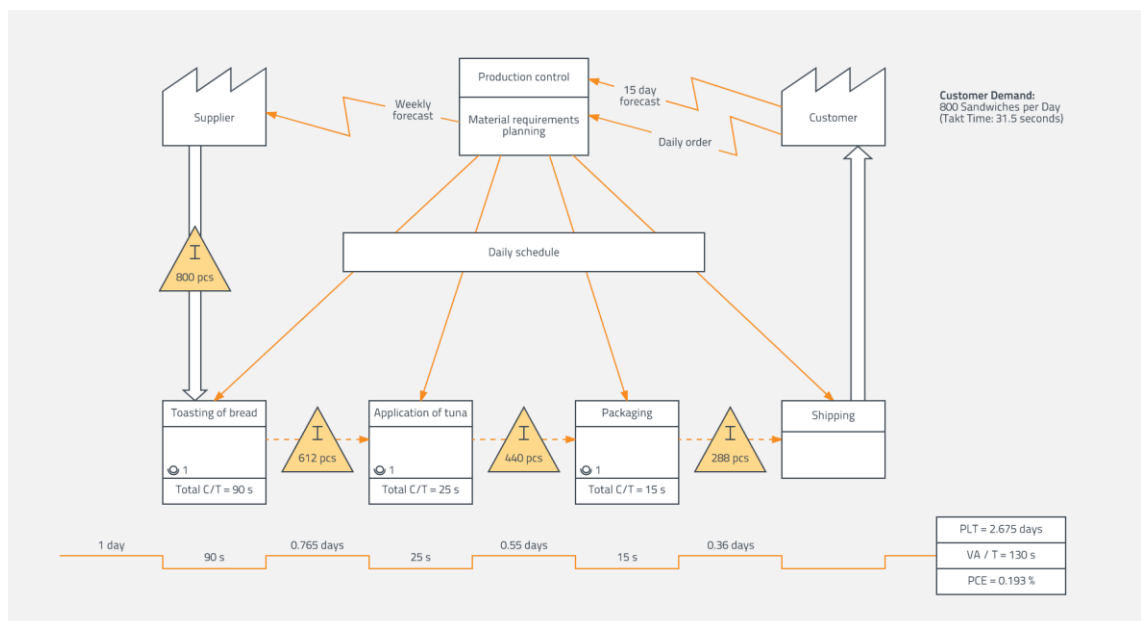 Production control
15 day
forecast
Customer Demand:
800 Sandwiches per Day
(Takt Time: 31.5 seconds)
Supplier
Weekly
forecast
Material requirements
planning
Customer
Daily order
Daily schedule
I
800 pcs
Toasting of bread
1
Total C/T = 90 s
I
612 pcs
Application of tuna
1
Total C/T = 25 s
I
440 pcs
Packaging
1
Total C/T = 15 s
I
288 pcs
Shipping
1 day
90 s
0.765 days
25 s
0.55 days
15 s
0.36 days
PLT = 2.675 days
VA / T = 130 s
PCE = 0.193 %